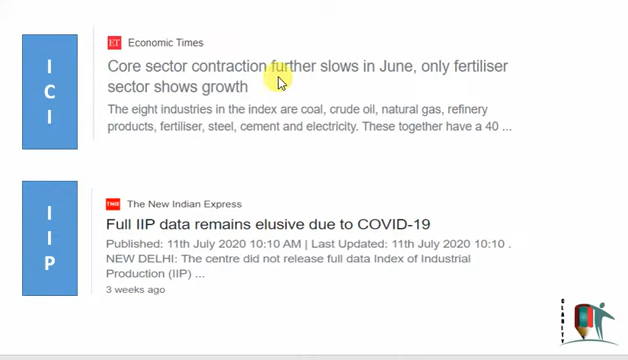 I
C
I
ET Economic Times
Core sector contraction further slows in June, only fertiliser
sector shows growth
The eight industries in the index are coal, crude oil, natural gas, refinery
products, fertiliser, steel, cement and electricity. These together have a 40 ...
I
I
P
TNIE The New Indian Express
Full IIP data remains elusive due to COVID-19
Published: 11th July 2020 10:10 AM | Last Updated: 11th July 2020 10:10 .
NEW DELHI: The centre did not release full data Index of Industrial
Production (IIP) ...
3 weeks ago
CLARITY